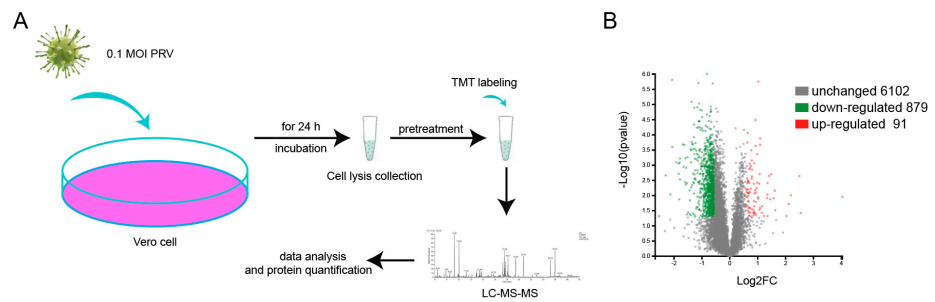 A
0.1 MOI PRV
TMT labeling
for 24 h
incubation
pretreatment
Cell lysis collection
Vero cell
data analysis
and protein quantification
LC-MS-MS
B
unchanged 6102
down-regulated 879
up-regulated 91
-Log10(pvalue)
6.0
5.5
5.0
4.5
4.0
3.5
3.0
2.5
2.0
1.5
1.0
0.5
0.0
-2 0 2 4
Log2FC